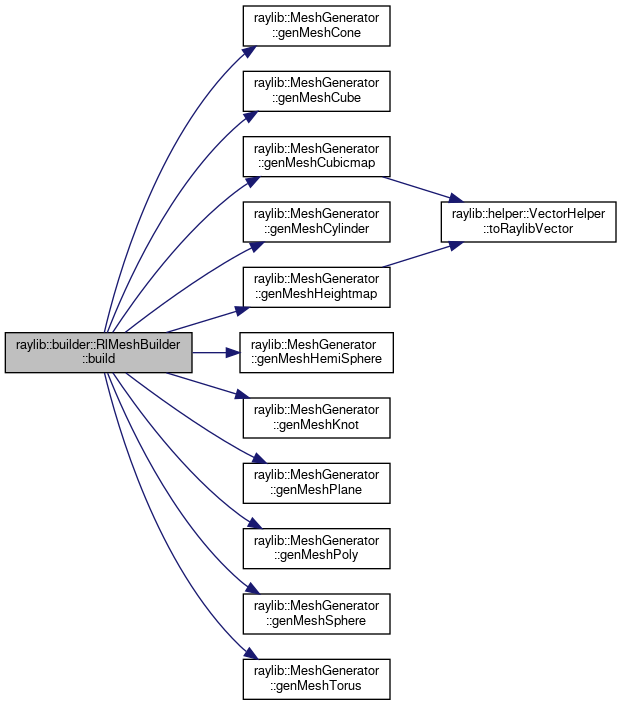 raylib::MeshGenerator
::genMeshCone
raylib::MeshGenerator
::genMeshCube
raylib::MeshGenerator
::genMeshCubicmap
raylib::MeshGenerator
::genMeshCylinder
raylib::helper::VectorHelper
::toRaylibVector
raylib::MeshGenerator
::genMeshHeightmap
raylib::builder::RlMeshBuilder
::build
raylib::MeshGenerator
::genMeshHemiSphere
raylib::MeshGenerator
::genMeshKnot
raylib::MeshGenerator
::genMeshPlane
raylib::MeshGenerator
::genMeshPoly
raylib::MeshGenerator
::genMeshSphere
raylib::MeshGenerator
::genMeshTorus